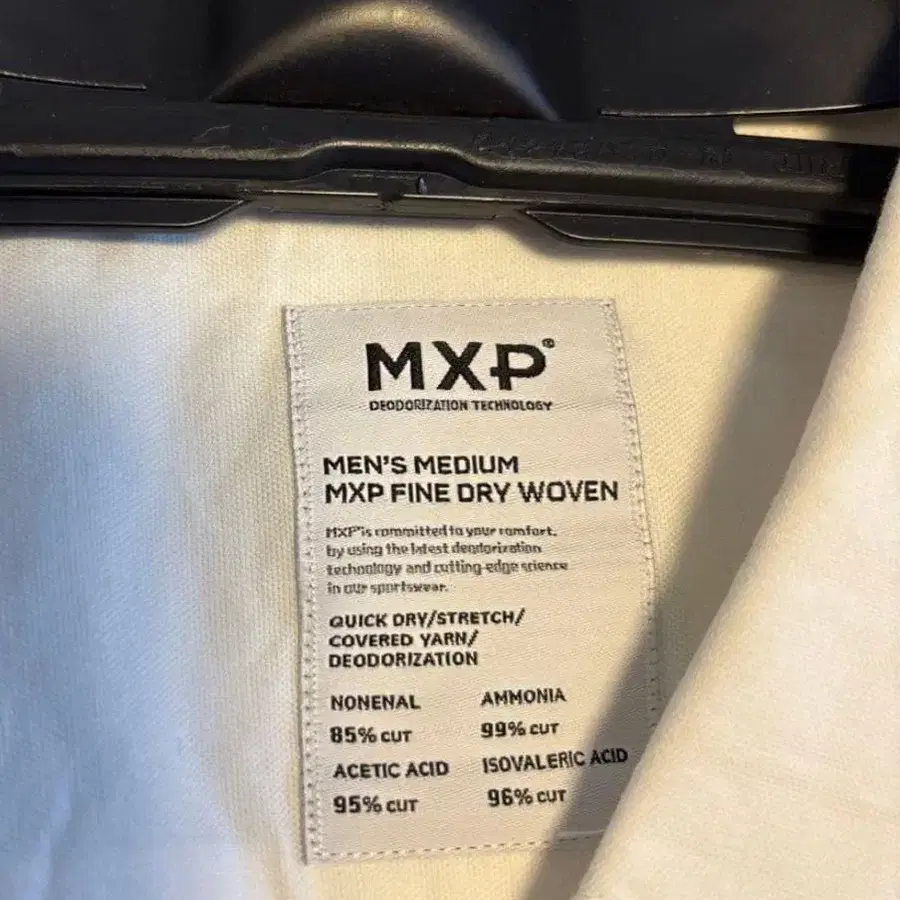 MXP®
DEODORIZATION TECHNOLOGY
MEN'S MEDIUM
MXP FINE DRY WOVEN
MXP® is committed to your comfort,
by using the latest deodorization
technology and cutting-edge science
in our sportswear.
QUICK DRY/STRETCH/
COVERED YARN/
DEODORIZATION
NONENAL AMMONIA
85% CUT 99% CUT
ACETIC ACID ISOVALERIC ACID
95% CUT 96% CUT